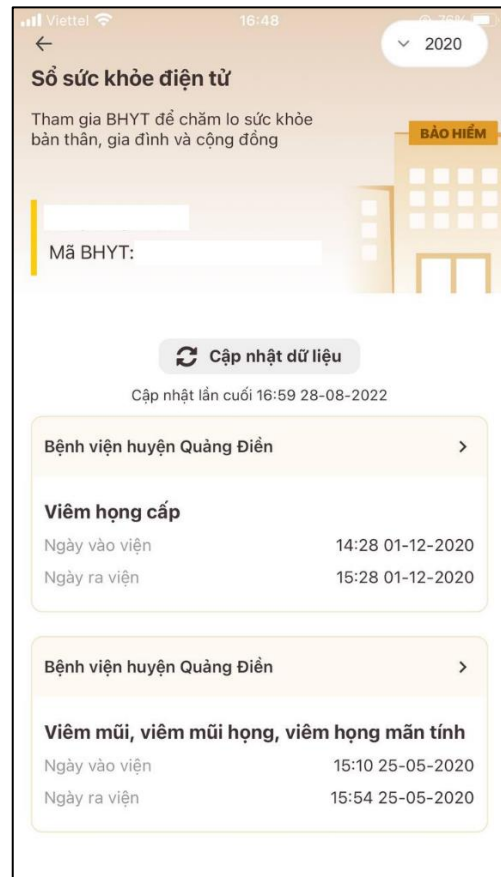 Viettel 16:48 76%
2020
Sổ sức khỏe điện tử
Tham gia BHYT để chăm lo sức khỏe
bản thân, gia đình và cộng đồng
BẢO HIỂM
Mã BHYT:
Cập nhật dữ liệu
Cập nhật lần cuối 16:59 28-08-2022
Bệnh viện huyện Quảng Điền
Viêm họng cấp
Ngày vào viện 14:28 01-12-2020
Ngày ra viện 15:28 01-12-2020
Bệnh viện huyện Quảng Điền
Viêm mũi, viêm mũi họng, viêm họng mãn tính
Ngày vào viện 15:10 25-05-2020
Ngày ra viện 15:54 25-05-2020